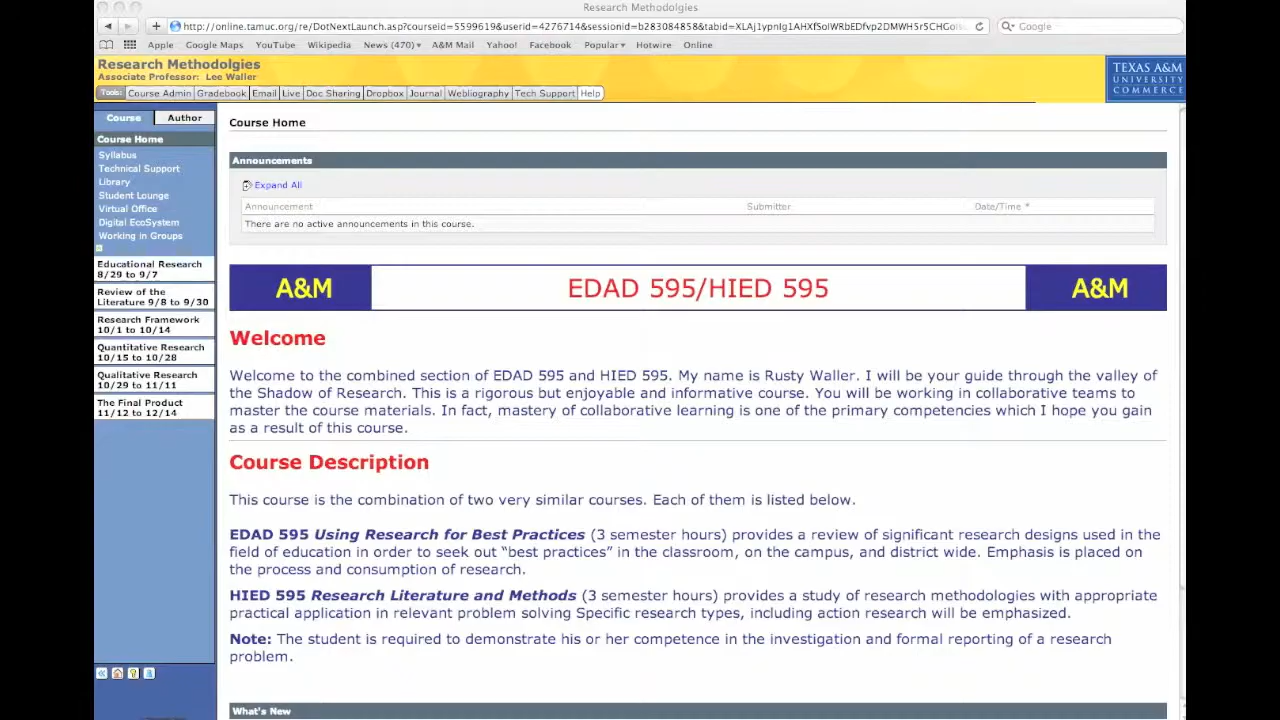 Research Methodolgies
Apple Google Maps YouTube Wikipedia News (470) A&M Mail Yahoo! Facebook Popular Hotwire Online
Google
Research Methodolgies
Associate Professor: Lee Waller
Tools: Course Admin Gradebook Email Live Doc Sharing Dropbox Journal Webliography Tech Support Help
TEXAS A&M
UNIVERSITY
COMMERCE
Course Author
Course Home
Syllabus
Technical Support
Library
Student Lounge
Virtual Office
Digital EcoSystem
Working in Groups
Educational Research
8/29 to 9/7
Review of the
Literature 9/8 to 9/30
Research Framework
10/1 to 10/14
Quantitative Research
10/15 to 10/28
Qualitative Research
10/29 to 11/11
The Final Product
11/12 to 12/14
Course Home
Announcements
Expand All
Announcement Submitter Date/Time *
There are no active announcements in this course.
A&M EDAD 595/HIED 595 A&M
Welcome
Welcome to the combined section of EDAD 595 and HIED 595. My name is Rusty Waller. I will be your guide through the valley of
the Shadow of Research. This is a rigorous but enjoyable and informative course. You will be working in collaborative teams to
master the course materials. In fact, mastery of collaborative learning is one of the primary competencies which I hope you gain
as a result of this course.
Course Description
This course is the combination of two very similar courses. Each of them is listed below.
EDAD 595 Using Research for Best Practices (3 semester hours) provides a review of significant research designs used in the
field of education in order to seek out “best practices” in the classroom, on the campus, and district wide. Emphasis is placed on
the process and consumption of research.
HIED 595 Research Literature and Methods (3 semester hours) provides a study of research methodologies with appropriate
practical application in relevant problem solving Specific research types, including action research will be emphasized.
Note: The student is required to demonstrate his or her competence in the investigation and formal reporting of a research
problem.
What's New